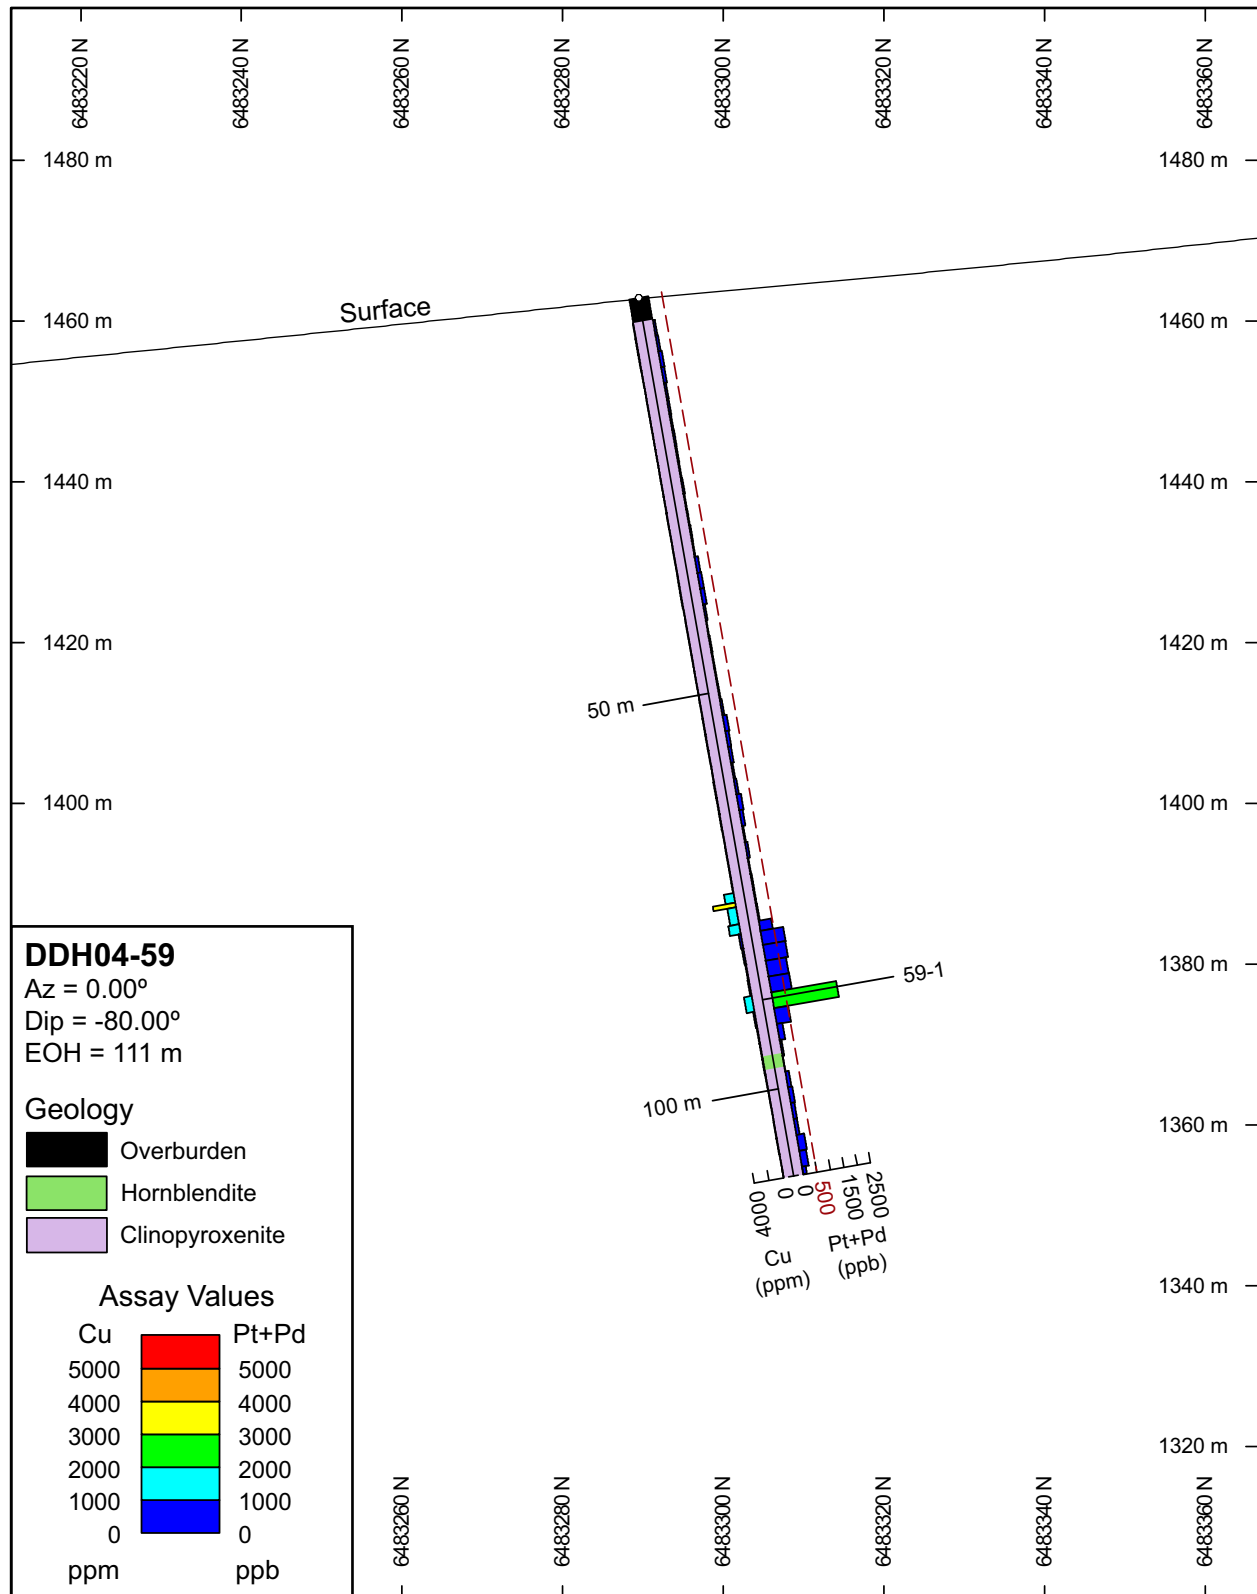 6483220 N
6483240 N
6483260 N
6483280 N
6483300 N
6483320 N
6483340 N
6483360 N
1480 m
1480 m
Surface
1460 m
1460 m
1440 m
1440 m
1420 m
1420 m
50 m
1400 m
1400 m
1380 m
59-1
1360 m
100 m
4000
0
0
500
1500
2500
Cu
(ppm)
Pt+Pd
(ppb)
1340 m
1320 m
DDH04-59
Az = 0.00º
Dip = -80.00º
EOH = 111 m
Geology
Overburden
Hornblendite
Clinopyroxenite
Assay Values
Cu
Pt+Pd
5000
5000
4000
4000
3000
3000
2000
2000
1000
1000
0
0
ppm
ppb
6483260 N
6483280 N
6483300 N
6483320 N
6483340 N
6483360 N